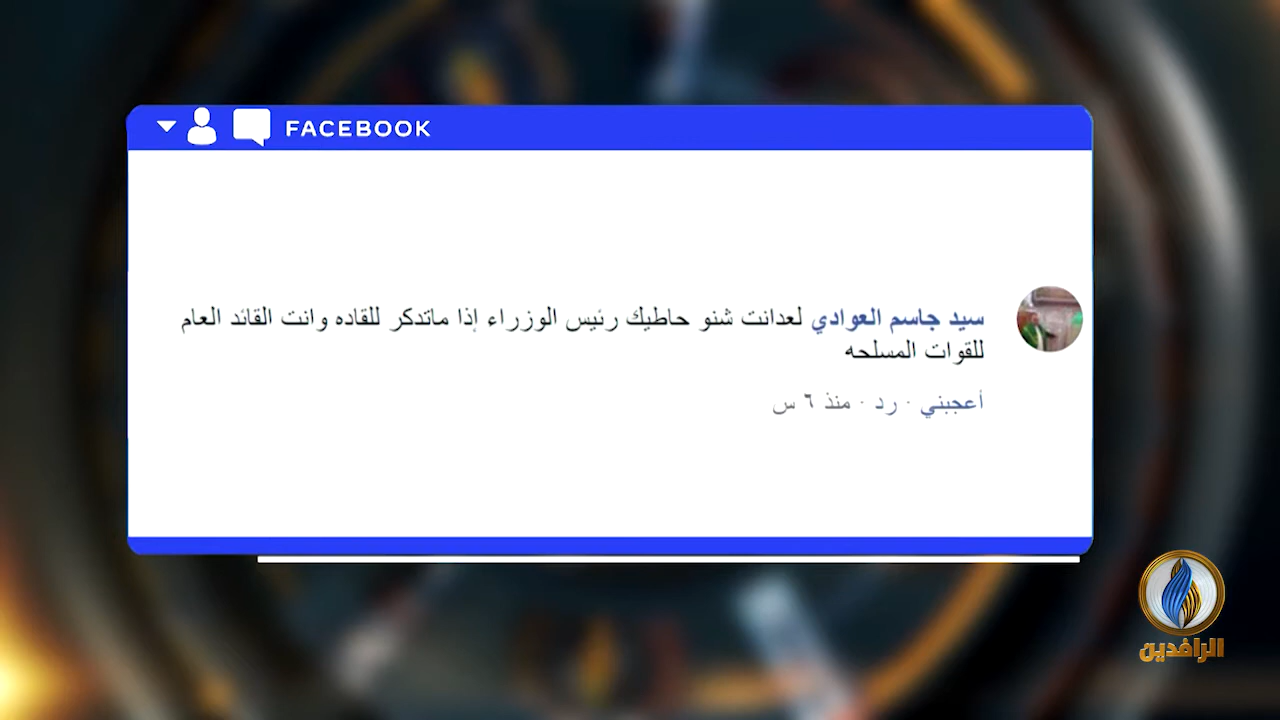 FACEBOOK
سيد جاسم العوادي لعدانت شنو حاطيك رئيس الوزراء إذا ماتدكر للقاده وانت القائد العام
للقوات المسلحه
أعجبني · رد · منذ ٦ س
الرافدين